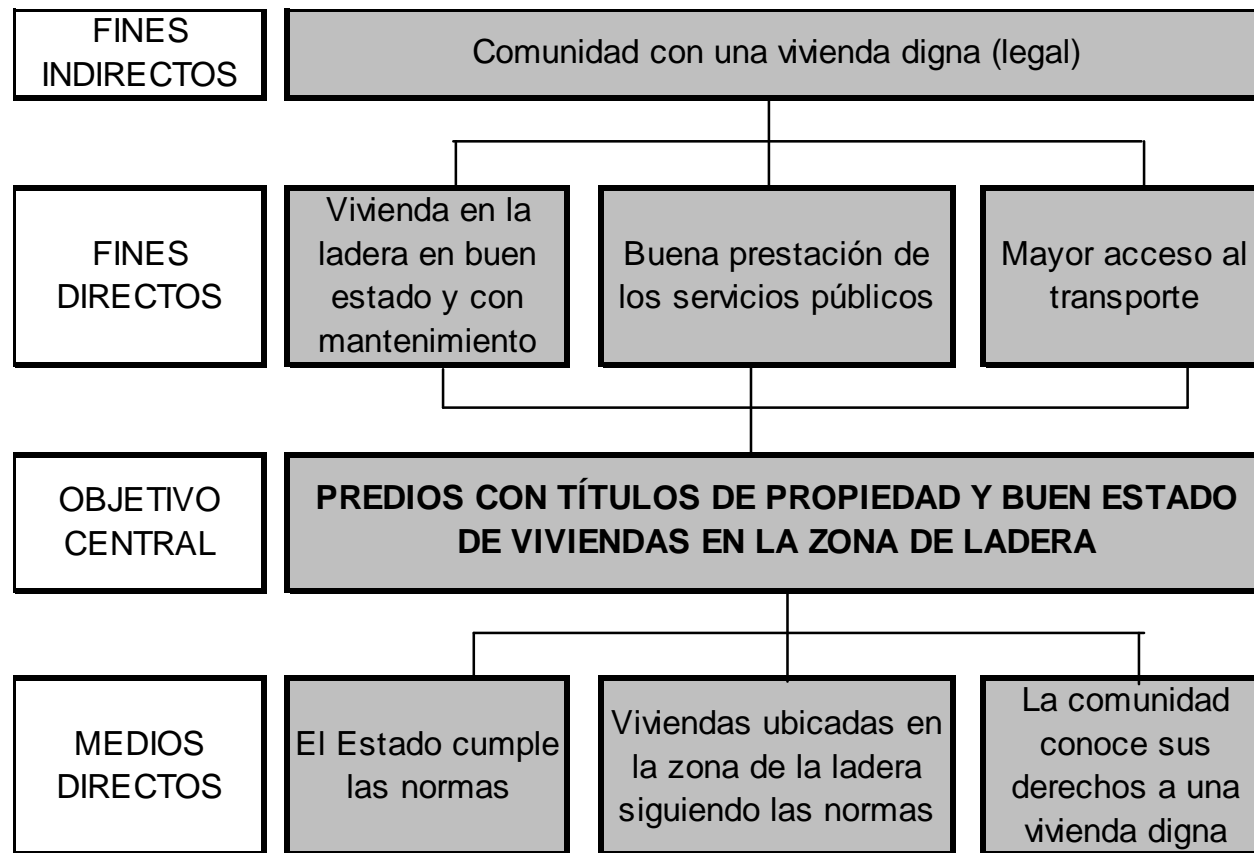 FINES
INDIRECTOS
Comunidad con una vivienda digna (legal)
FINES
DIRECTOS
Vivienda en la
ladera en buen
estado y con
mantenimiento
Buena prestación de
los servicios públicos
Mayor acceso al
transporte
OBJETIVO
CENTRAL
PREDIOS CON TÍTULOS DE PROPIEDAD Y BUEN ESTADO
DE VIVIENDAS EN LA ZONA DE LADERA
MEDIOS
DIRECTOS
El Estado cumple
las normas
Viviendas ubicadas en
la zona de la ladera
siguiendo las normas
La comunidad
conoce sus
derechos a una
vivienda digna